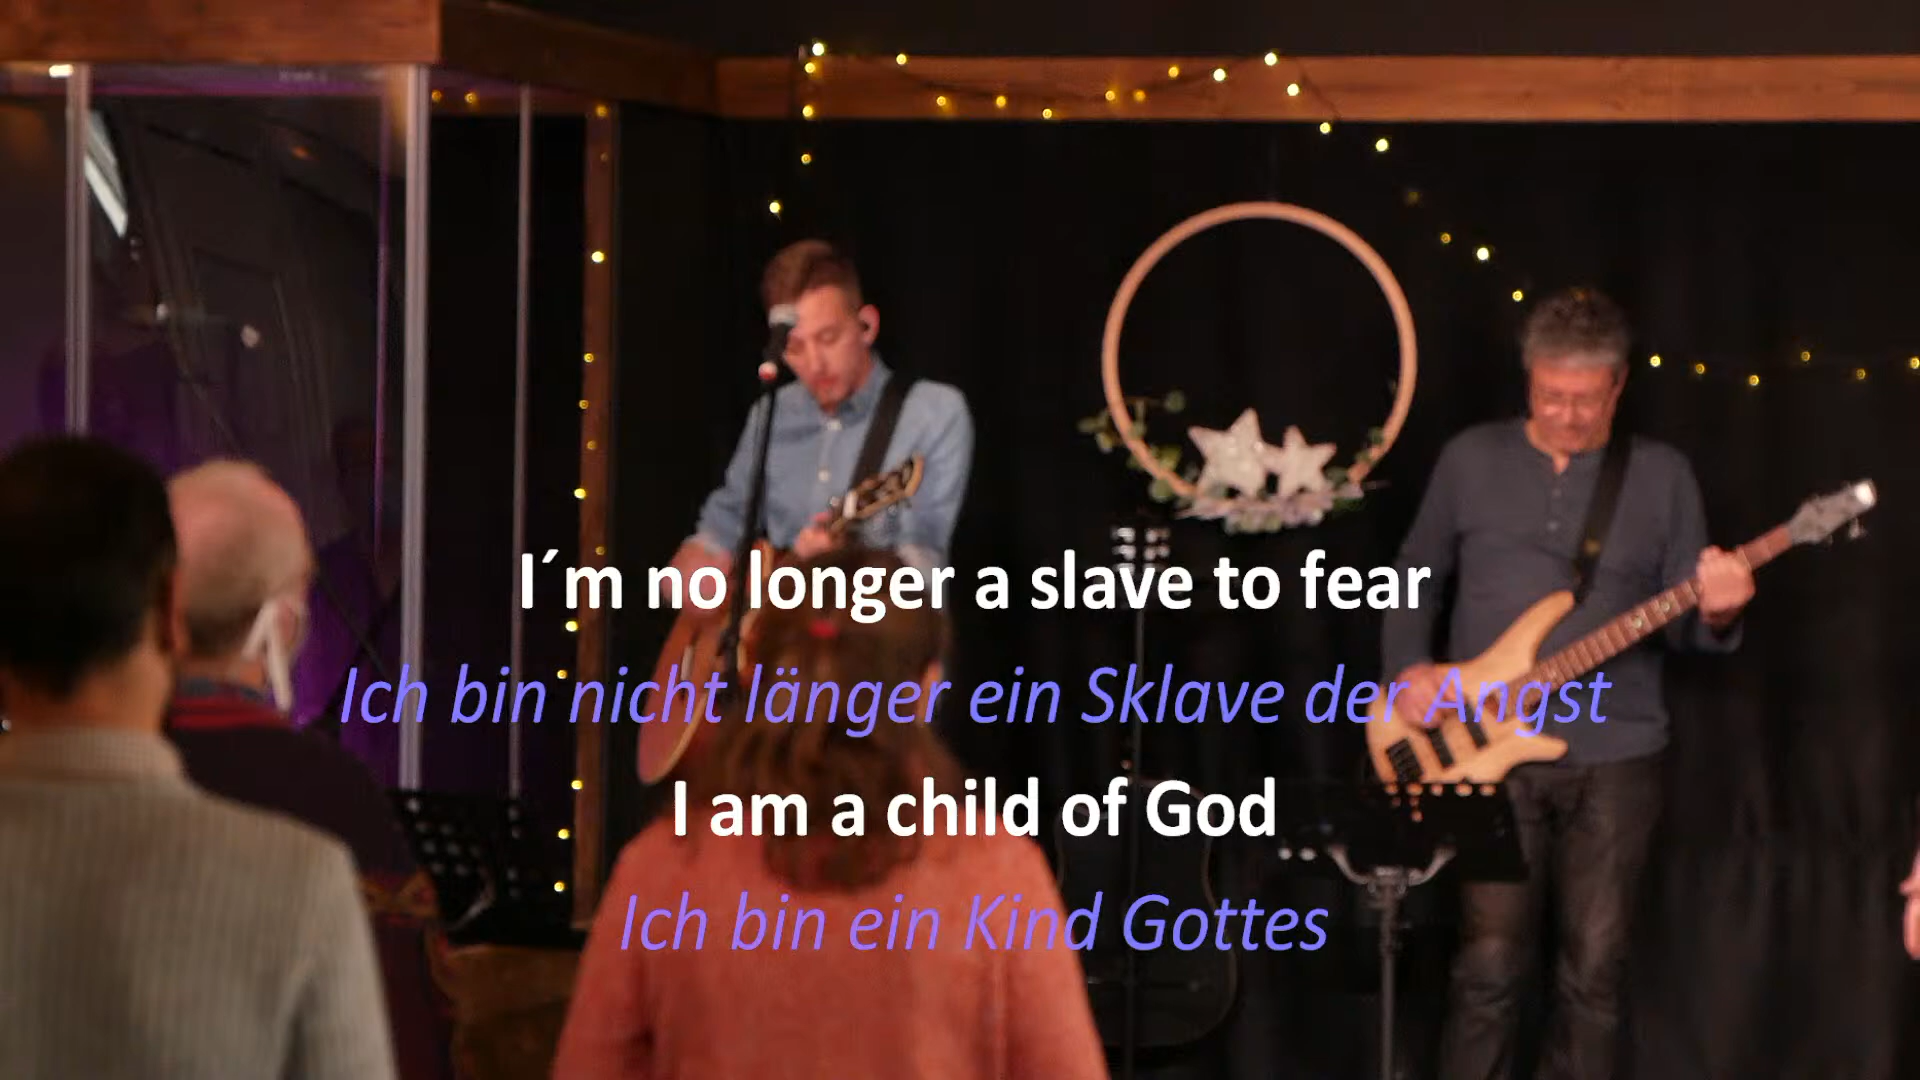 I´m no longer a slave to fear
Ich bin nicht länger ein Sklave der Angst
I am a child of God
Ich bin ein Kind Gottes